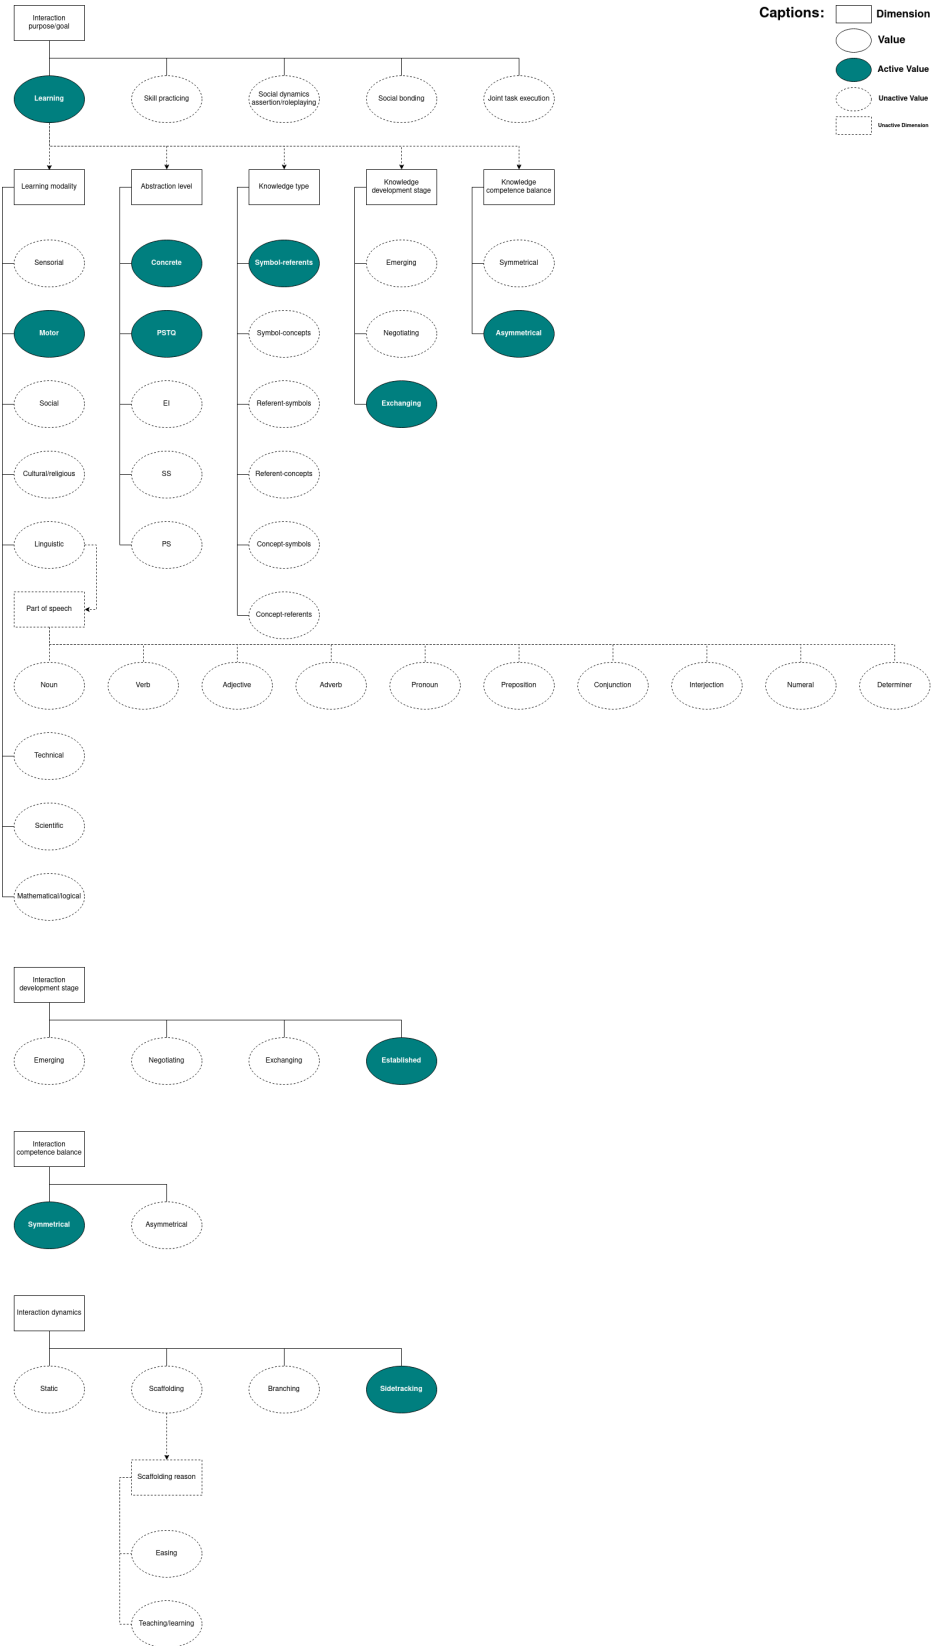 Captions:
Dimension
Value
Active Value
Unactive Value
Unactive Dimension
Interaction
purpose/goal
Learning
Skill practicing
Social dynamics
assertion/roleplaying
Social bonding
Joint task execution
Learning modality
Abstraction level
Knowledge type
Knowledge
development stage
Knowledge
competence balance
Sensorial
Concrete
Symbol-referents
Emerging
Symmetrical
Motor
PSTQ
Symbol-concepts
Negotiating
Asymmetrical
Social
EI
Referent-symbols
Exchanging
Cultural/religious
SS
Referent-concepts
Linguistic
PS
Concept-symbols
Part of speech
Concept-referents
Noun
Verb
Adjective
Adverb
Pronoun
Preposition
Conjunction
Interjection
Numeral
Determiner
Technical
Scientific
Mathematical/logical
Interaction
development stage
Emerging
Negotiating
Exchanging
Established
Interaction
competence balance
Symmetrical
Asymmetrical
Interaction dynamics
Static
Scaffolding
Branching
Sidetracking
Scaffolding reason
Easing
Teaching/learning